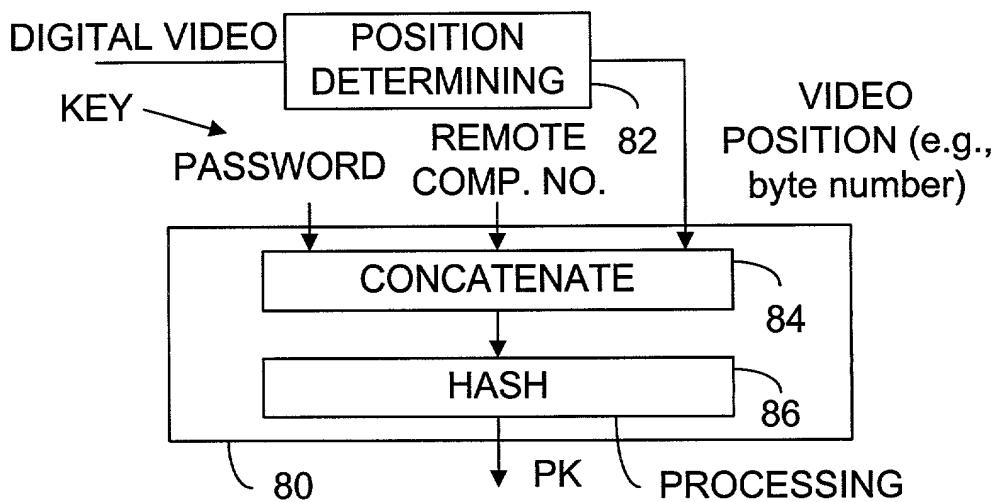 DIGITAL VIDEO
POSITION
DETERMINING
82
KEY
PASSWORD
REMOTE
COMP. NO.
VIDEO
POSITION (e.g.,
byte number)
CONCATENATE
84
HASH
86
80
PK
PROCESSING